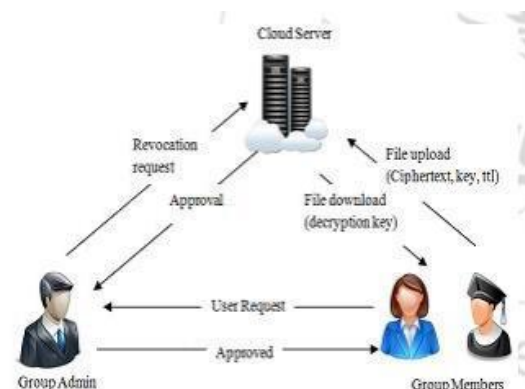 Cloud Server
Revocation
request
File upload
(Ciphertext, key, ttl)
Approval
File download
(decryption key)
User Request
Approved
Group Admin
Group Members